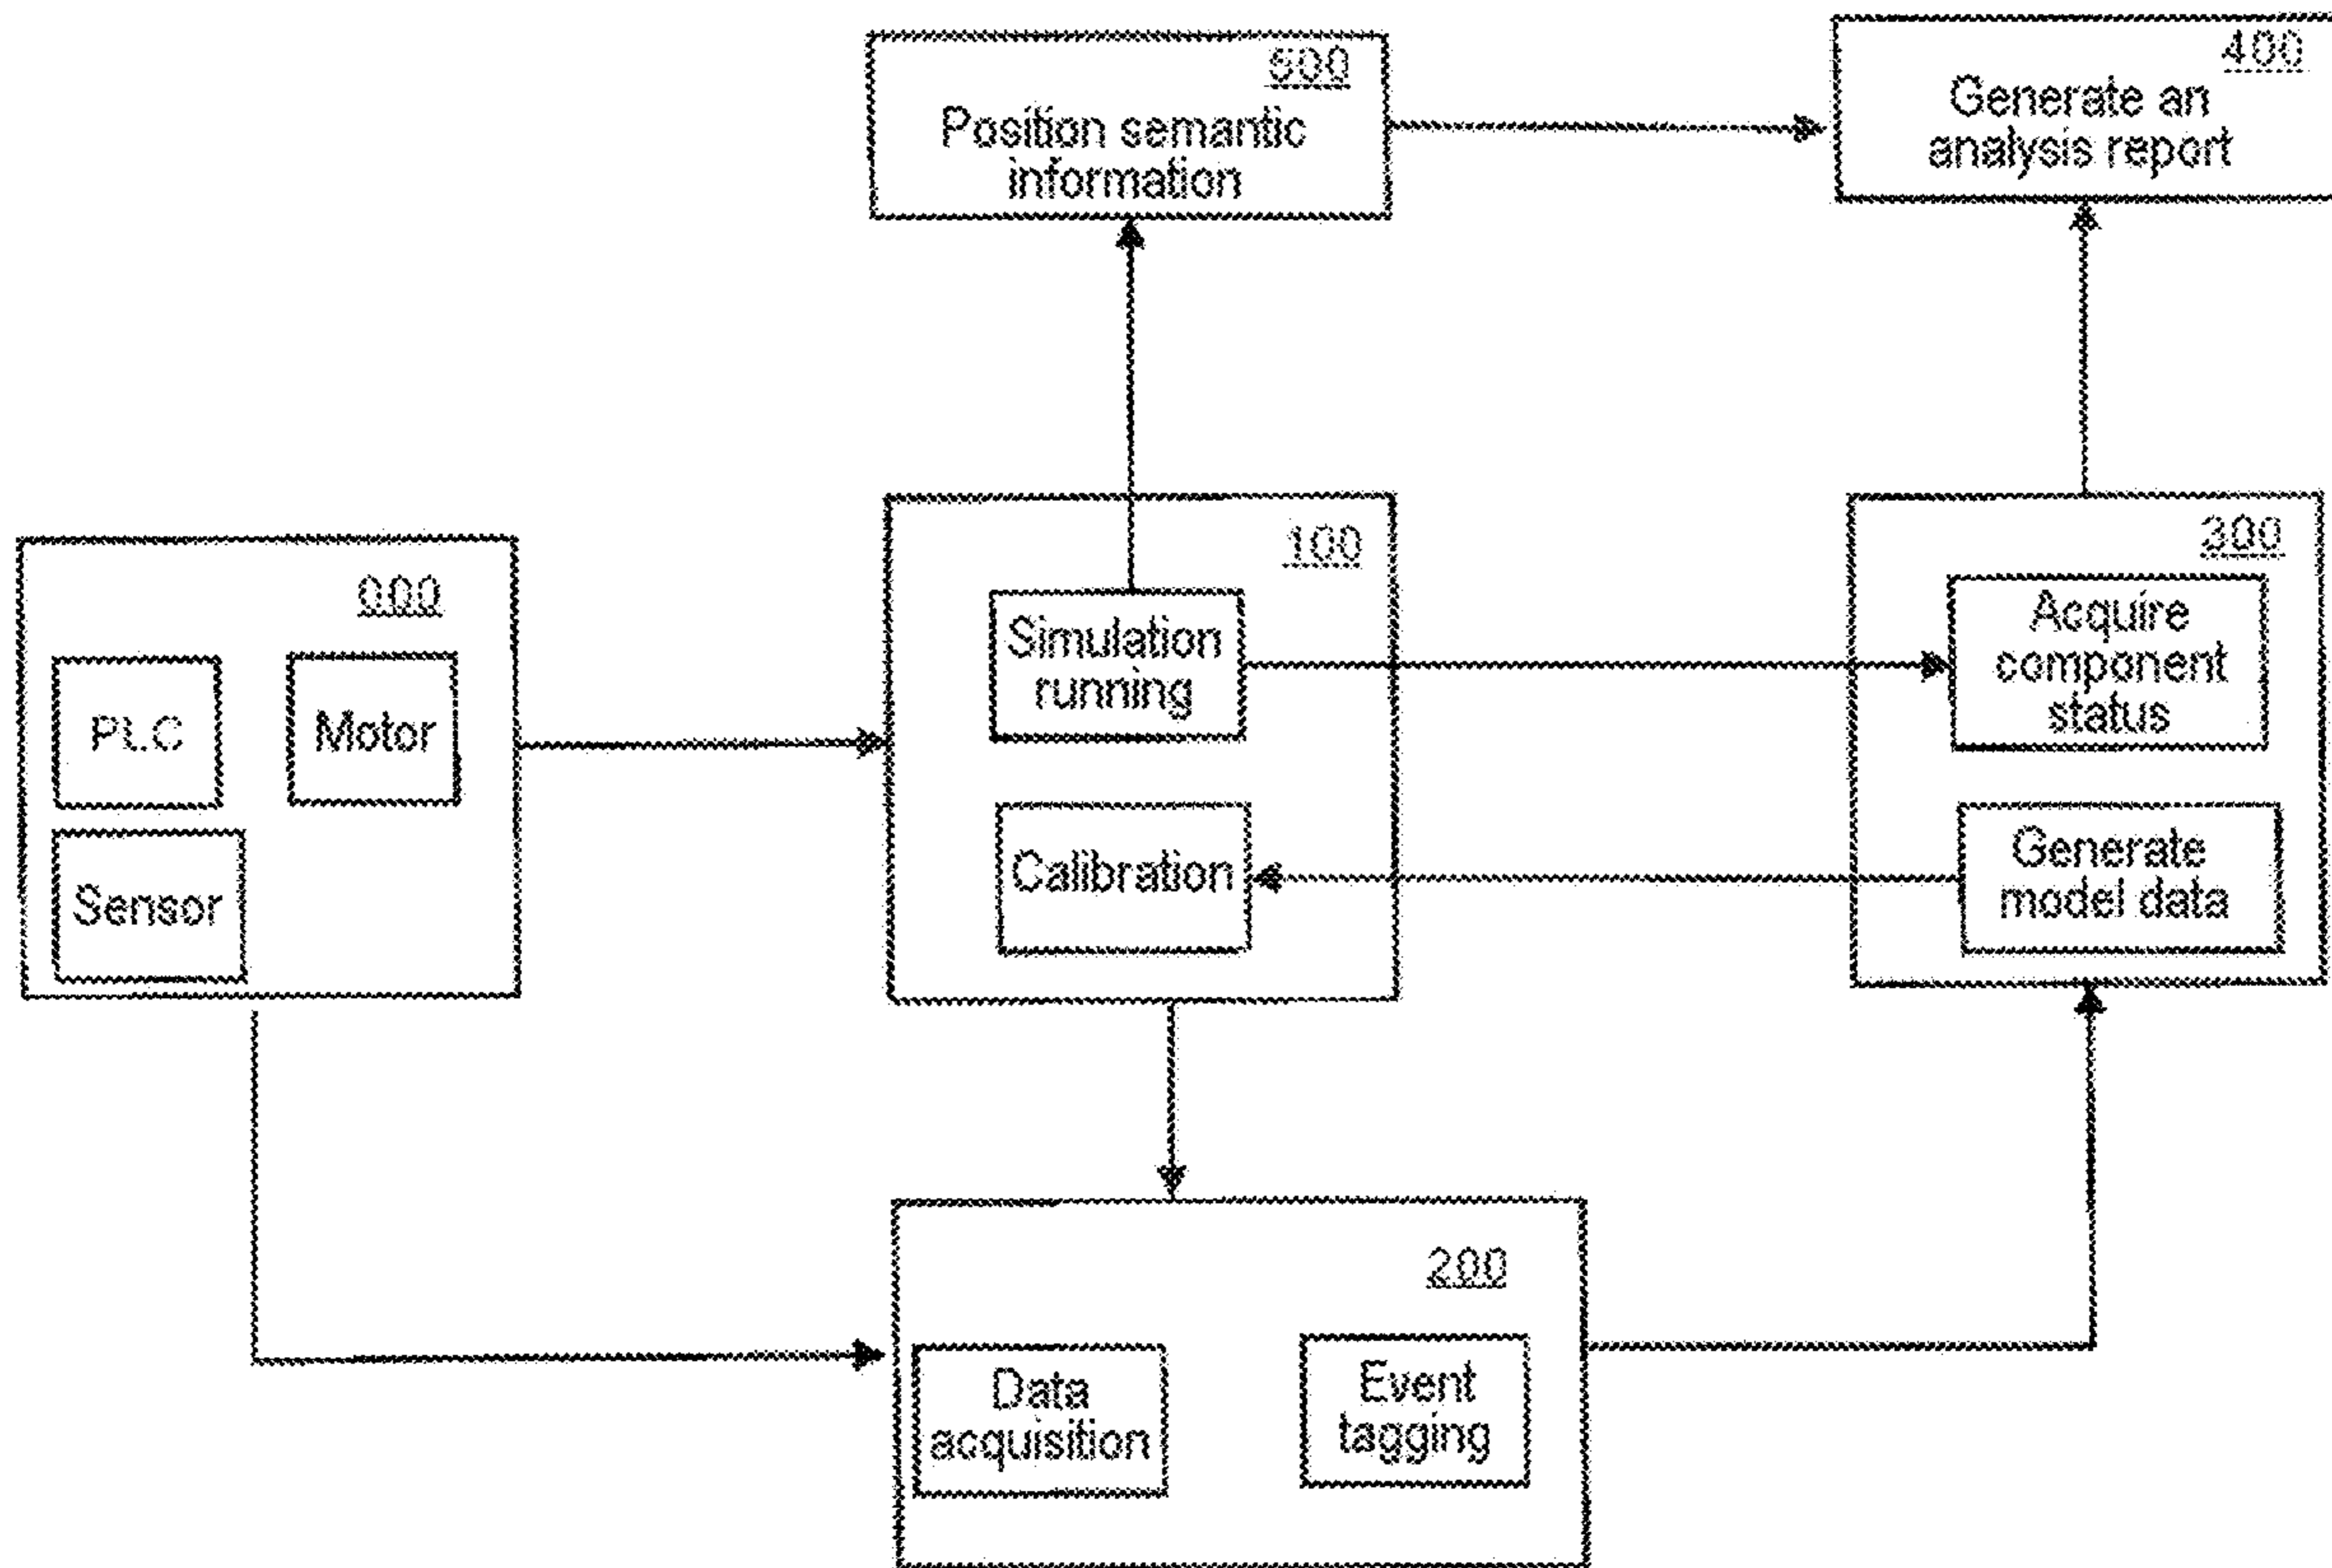 500
Position semantic
information
400
Generate an
analysis report
000
PLC
Motor
Sensor
100
Simulation
running
Calibration
300
Acquire
component
status
Generate
model data
200
Data
acquisition
Event
tagging